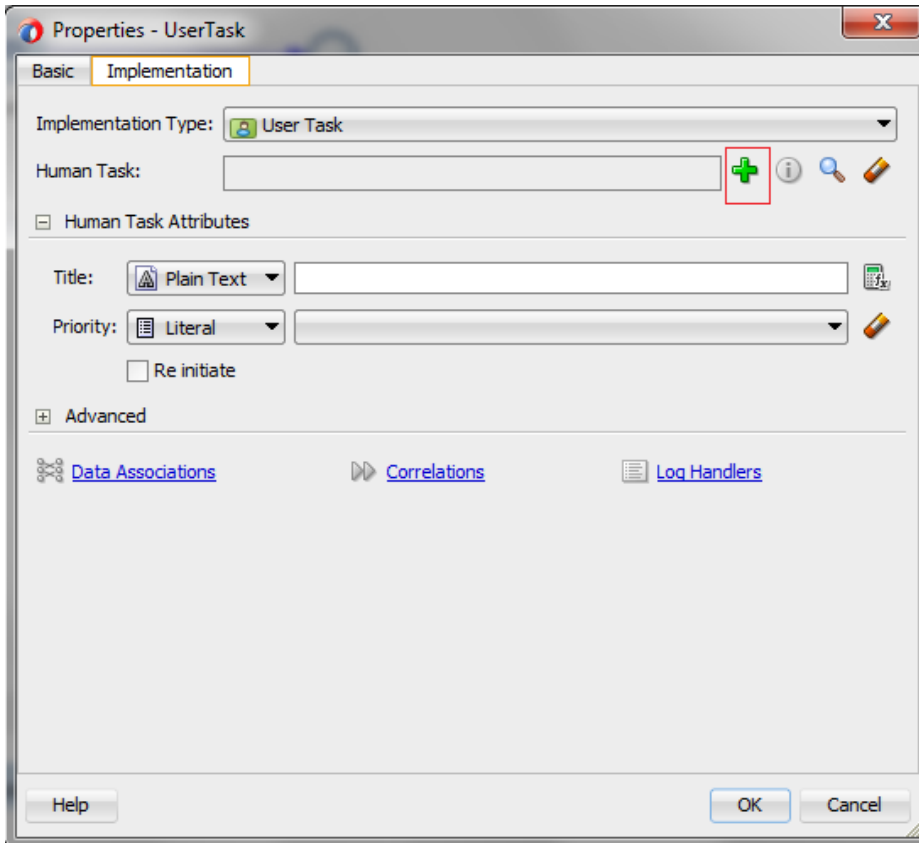 Properties - UserTask
Basic Implementation
Implementation Type: User Task
Human Task:
Human Task Attributes
Title: Plain Text
Priority: Literal
Re initiate
Advanced
Data Associations Correlations Log Handlers
Help OK Cancel